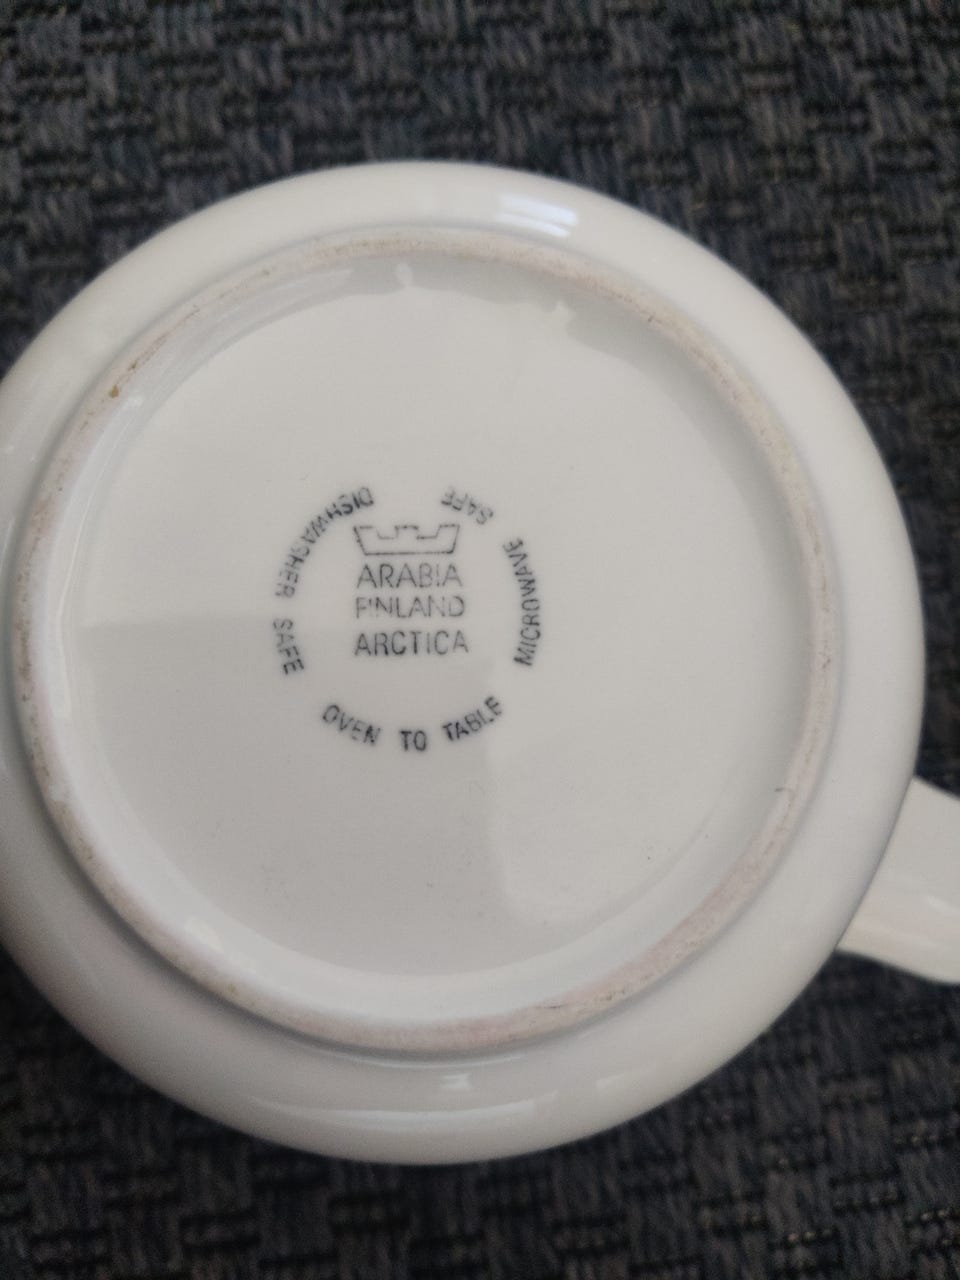 ARABIA
FINLAND
ARCTICA
DISHWASHER SAFE
OVEN TO TABLE
MICROWAVE SAFE